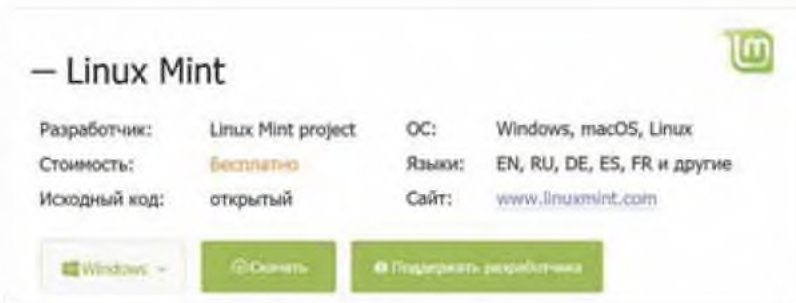 — Linux Mint
Разработчик: Linux Mint project ОС: Windows, macOS, Linux
Стоимость: Бесплатно Языки: EN, RU, DE, ES, FR и другие
Исходный код: открытый Сайт: www.linuxmint.com
Windows Скачать Поддержать разработчика